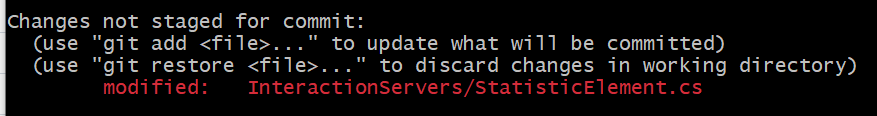 Changes not staged for commit:
(use "git add <file>..." to update what will be committed)
(use "git restore <file>..." to discard changes in working directory)
modified: InteractionServers/StatisticElement.cs